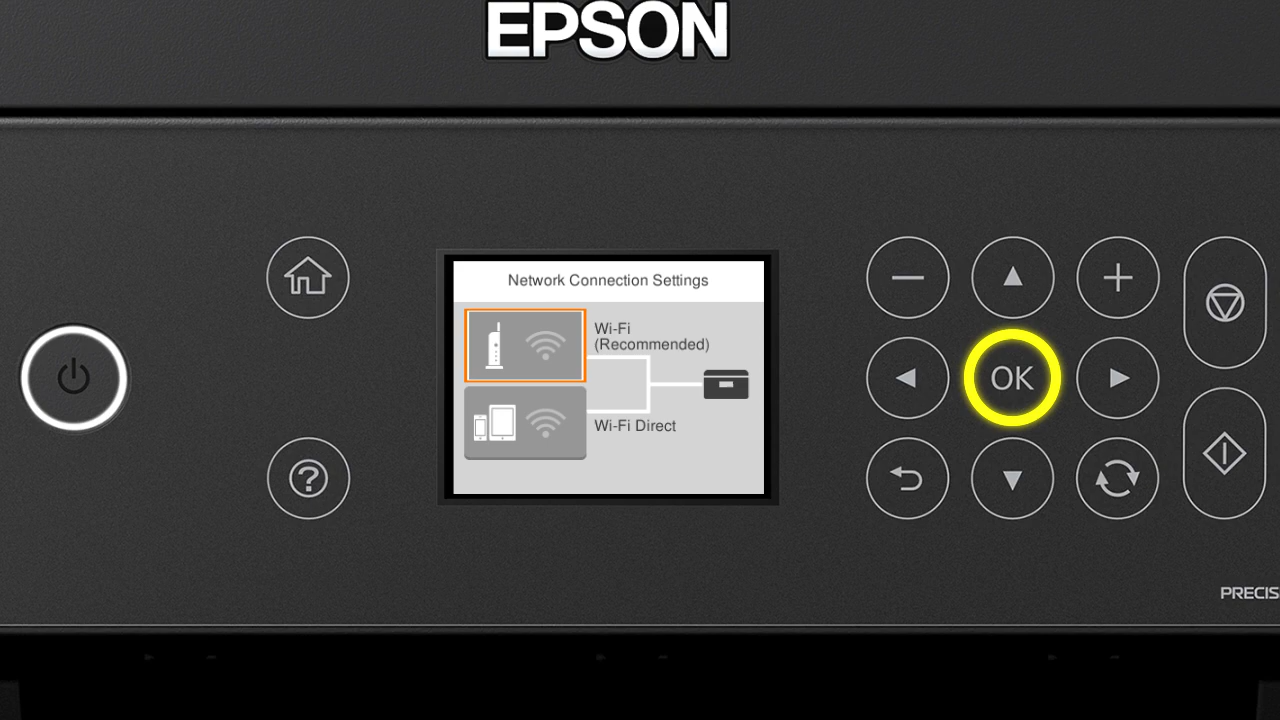 EPSON
Network Connection Settings
Wi-Fi
(Recommended)
Wi-Fi Direct
OK
PRECIS